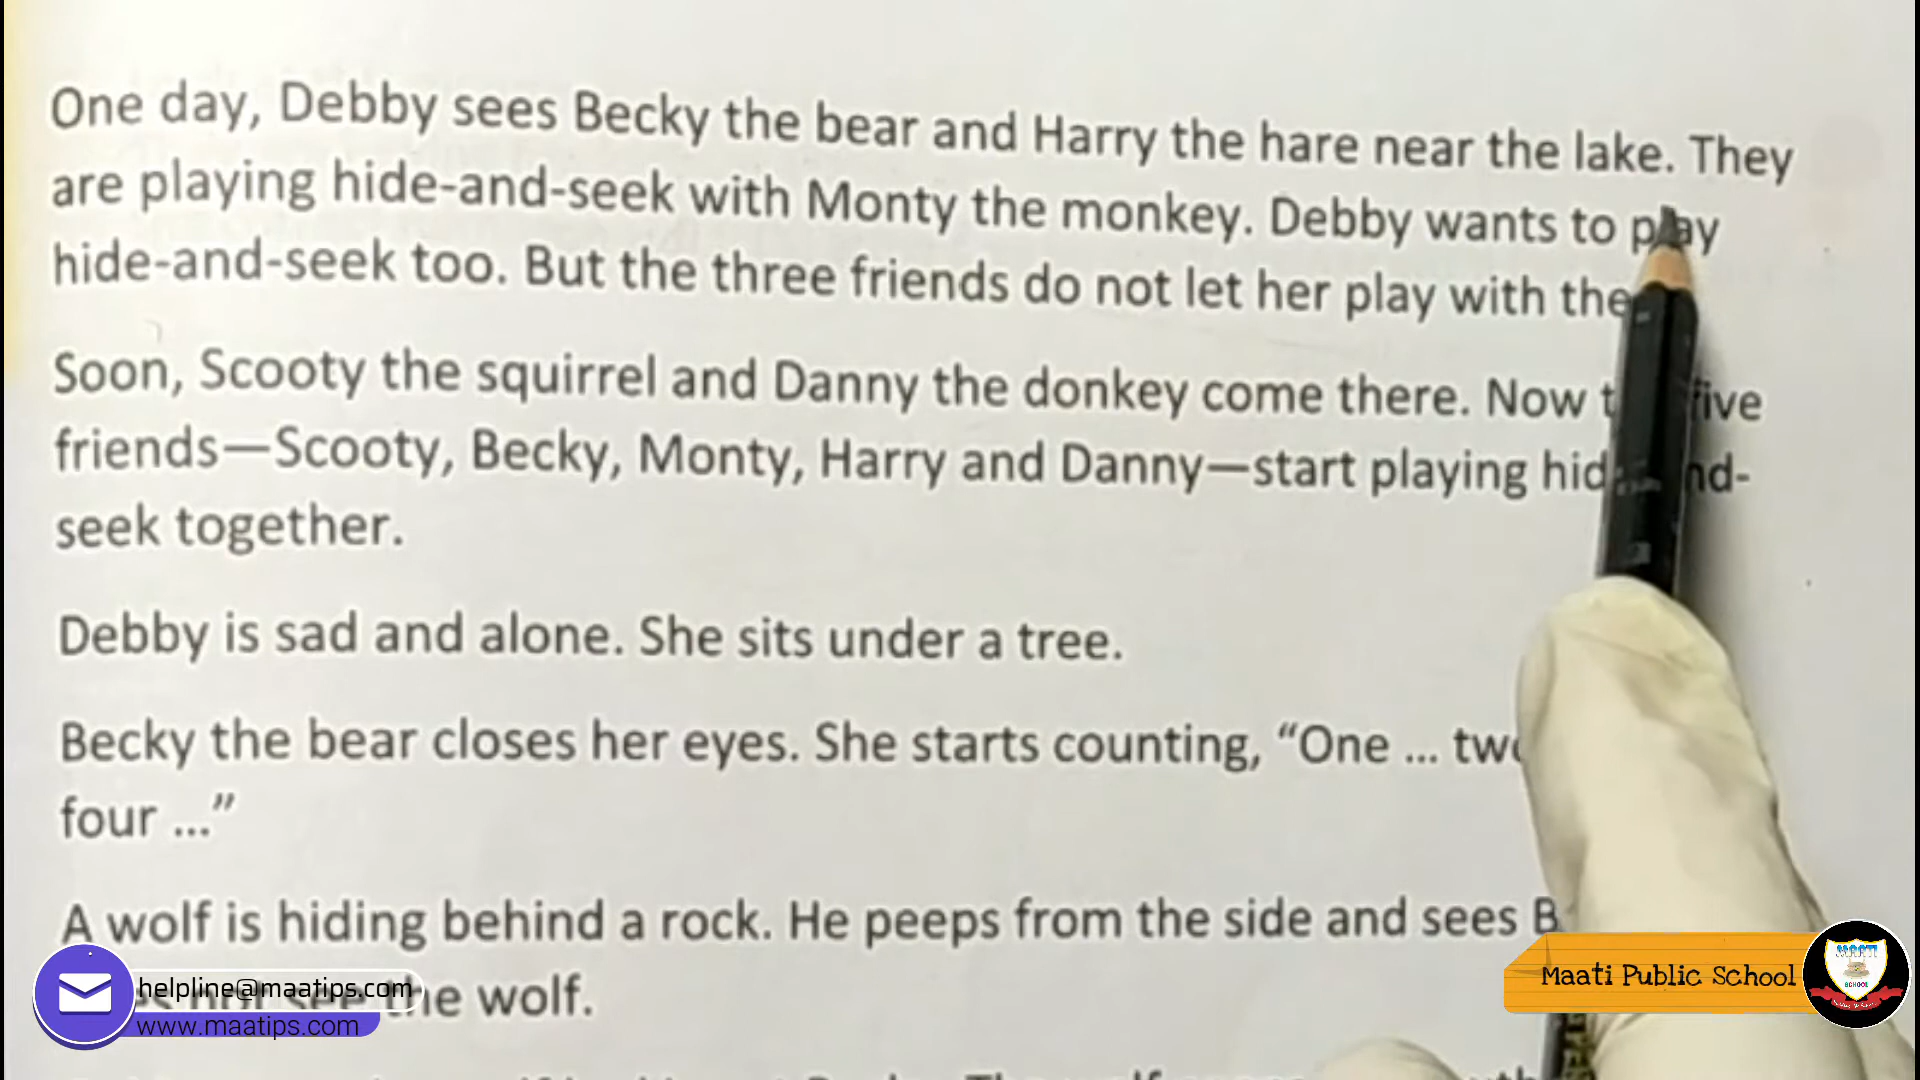 One day, Debby sees Becky the bear and Harry the hare near the lake. They
are playing hide-and-seek with Monty the monkey. Debby wants to play
hide-and-seek too. But the three friends do not let her play with
Soon, Scooty the squirrel and Danny the donkey come there. Now five
friends—Scooty, Becky, Monty, Harry and Danny—start playing
seek together.
Debby is sad and alone. She sits under a tree.
Becky the bear closes her eyes. She starts counting, “One ...
four ...”
A wolf is hiding behind a rock. He peeps from the side and sees
the wolf.
helpline@maatips.com
www.maatips.com
Maati Public School
MAATI
SCHOOL